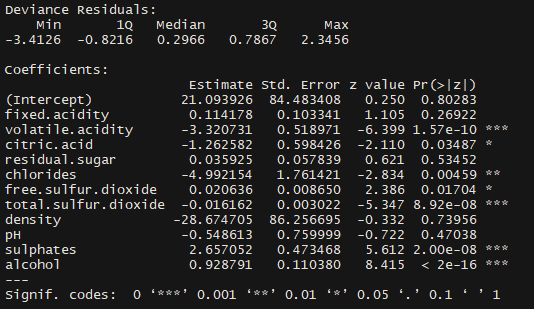 Deviance Residuals:
    Min       1Q   Median       3Q      Max
-3.4126  -0.8216   0.2966   0.7867   2.3456

Coefficients:
                       Estimate Std. Error z value Pr(>|z|)
(Intercept)           21.093926  84.483408   0.250  0.80283
fixed.acidity          0.114178   0.103341   1.105  0.26922
volatile.acidity      -3.320731   0.518971  -6.399 1.57e-10 ***
citric.acid           -1.262582   0.598426  -2.110  0.03487 *
residual.sugar         0.035925   0.057839   0.621  0.53452
chlorides             -4.992154   1.761421  -2.834  0.00459 **
free.sulfur.dioxide    0.020636   0.008650   2.386  0.01704 *
total.sulfur.dioxide  -0.016162   0.003022  -5.347 8.92e-08 ***
density              -28.674705  86.256695  -0.332  0.73956
pH                    -0.548613   0.759999  -0.722  0.47038
sulphates              2.657052   0.473468   5.612 2.00e-08 ***
alcohol                0.928791   0.110380   8.415  < 2e-16 ***
---
Signif. codes:  0 ‘***’ 0.001 ‘**’ 0.01 ‘*’ 0.05 ‘.’ 0.1 ‘ ’ 1